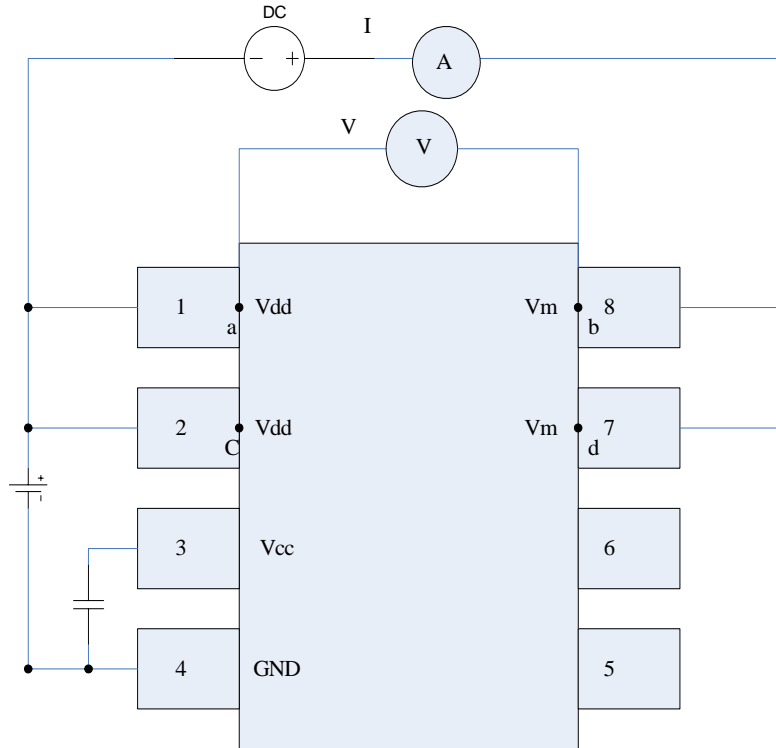 DC
I
− +
A
V
V
1 Vdd Vm 8
a b
2 Vdd Vm 7
C d
+
-
3 Vcc 6
4 GND 5